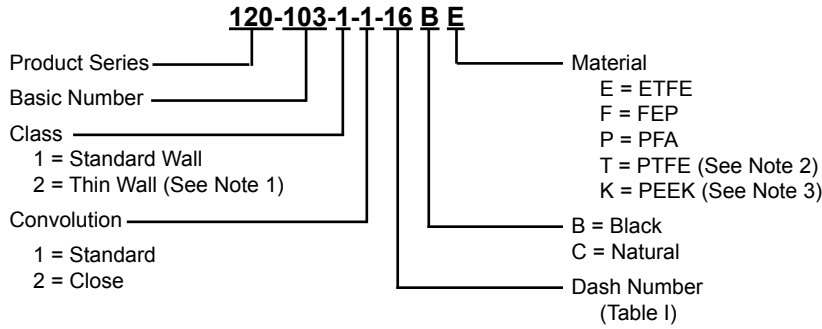 120-103-1-1-16 B E
Product Series
Basic Number
Class
1 = Standard Wall
2 = Thin Wall (See Note 1)
Convolution
1 = Standard
2 = Close
Material
E = ETFE
F = FEP
P = PFA
T = PTFE (See Note 2)
K = PEEK (See Note 3)
B = Black
C = Natural
Dash Number
(Table I)